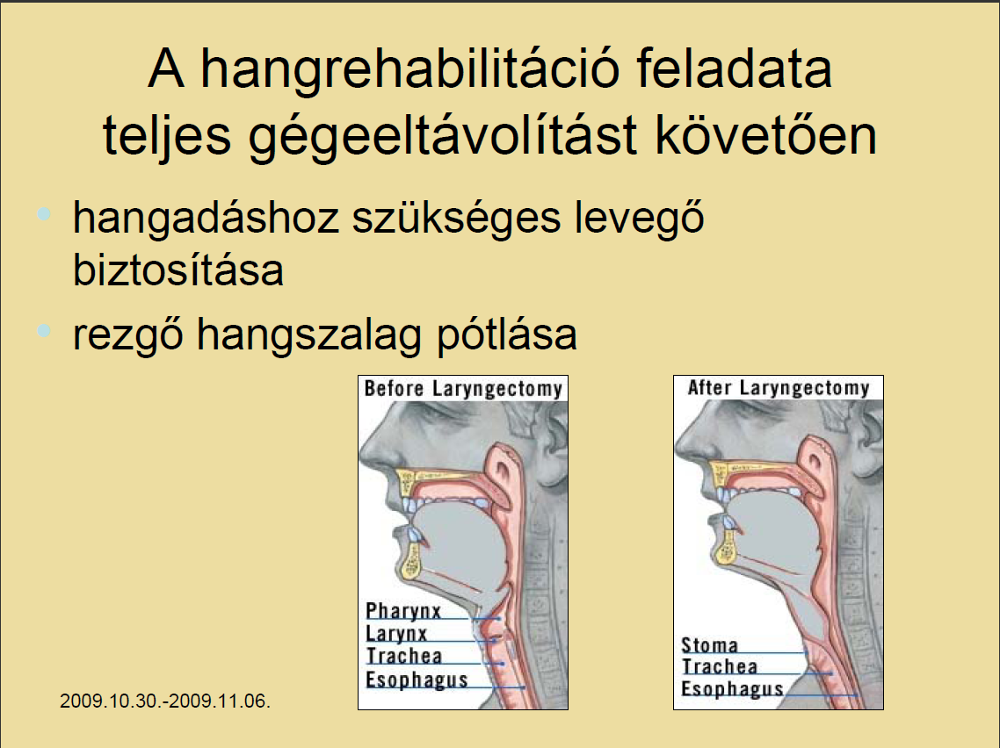 A hangrehabilitáció feladata
teljes gégeeltávolítást követően
• hangadáshoz szükséges levegő
biztosítása
• rezgő hangszalag pótlása
Before Laryngectomy
Pharynx
Larynx
Trachea
Esophagus
After Laryngectomy
Stoma
Trachea
Esophagus
2009.10.30.-2009.11.06.